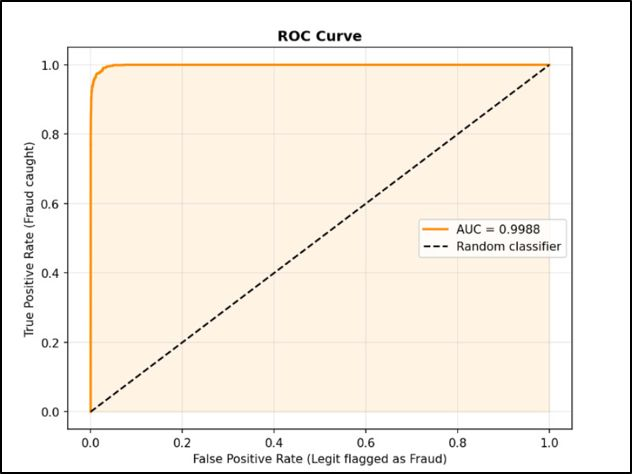 ROC Curve
1.0
0.8
0.6
0.4
0.2
0.0
True Positive Rate (Fraud caught)
AUC = 0.9988
Random classifier
0.0 0.2 0.4 0.6 0.8 1.0
False Positive Rate (Legit flagged as Fraud)